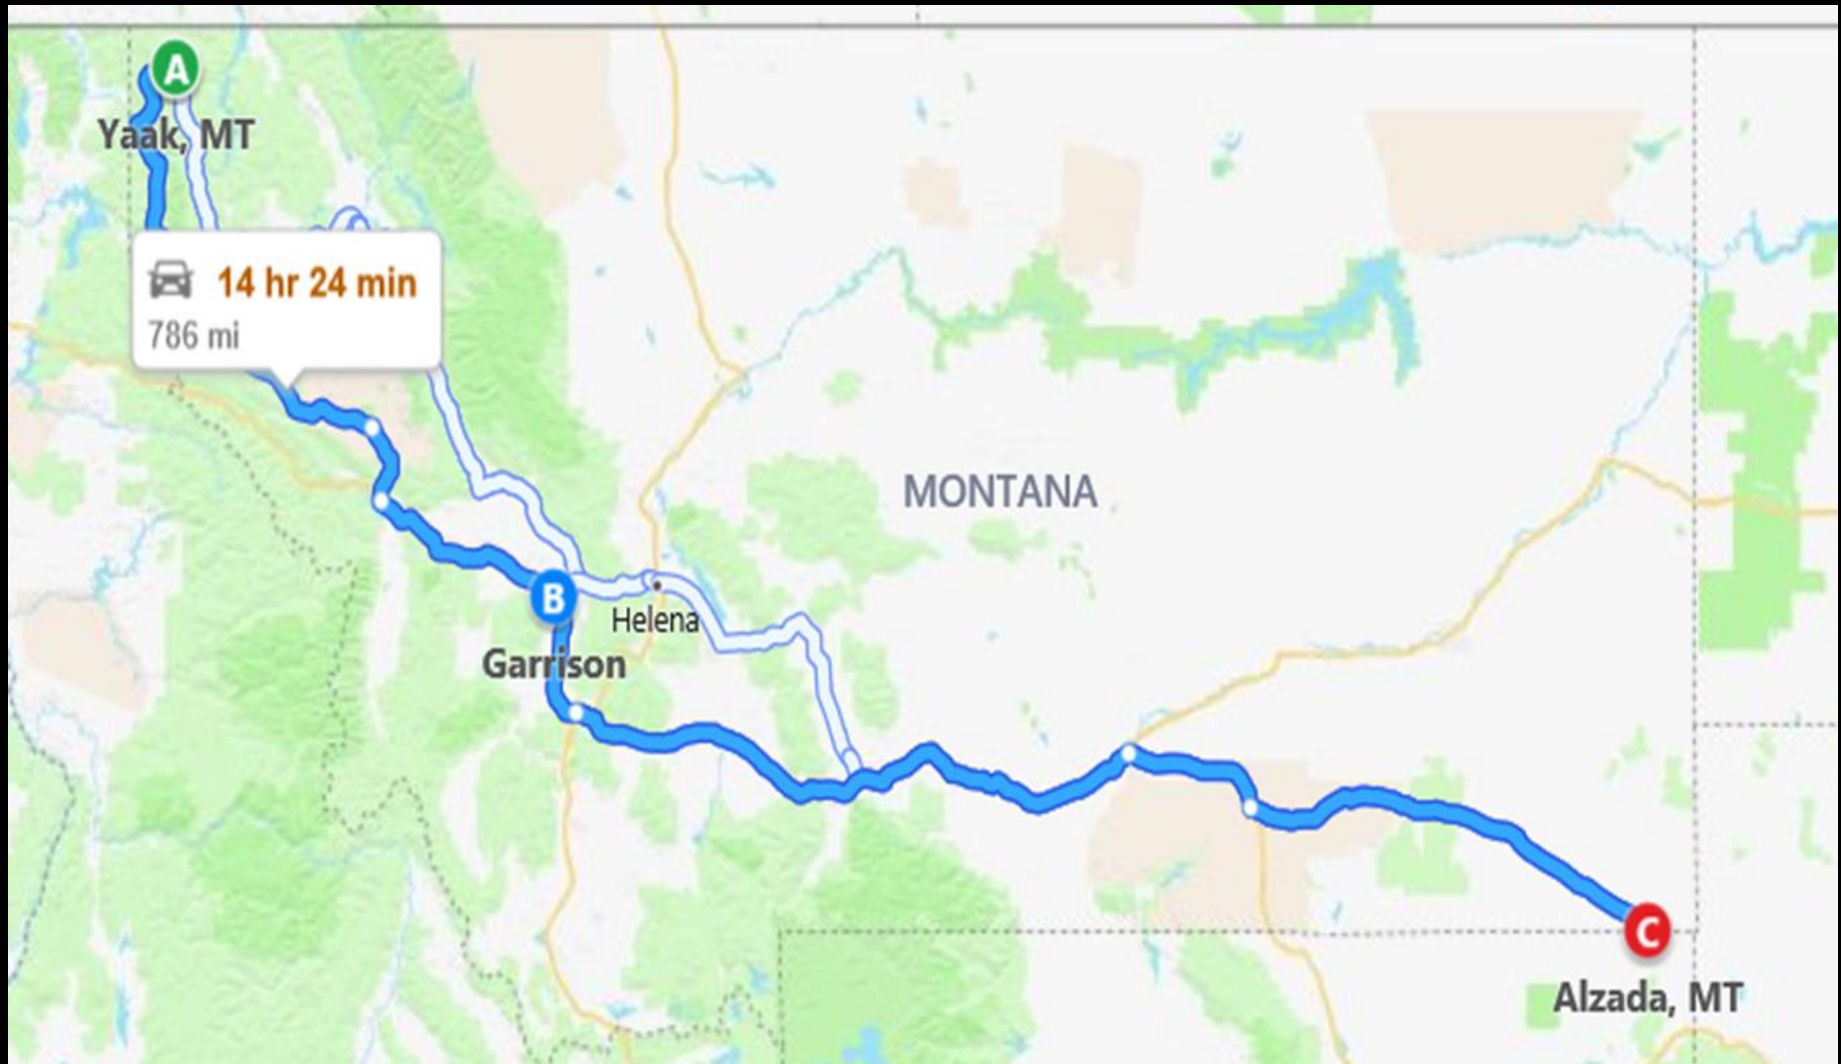 A
Yaak, MT
14 hr 24 min
786 mi
MONTANA
B
Helena
Garrison
C
Alzada, MT